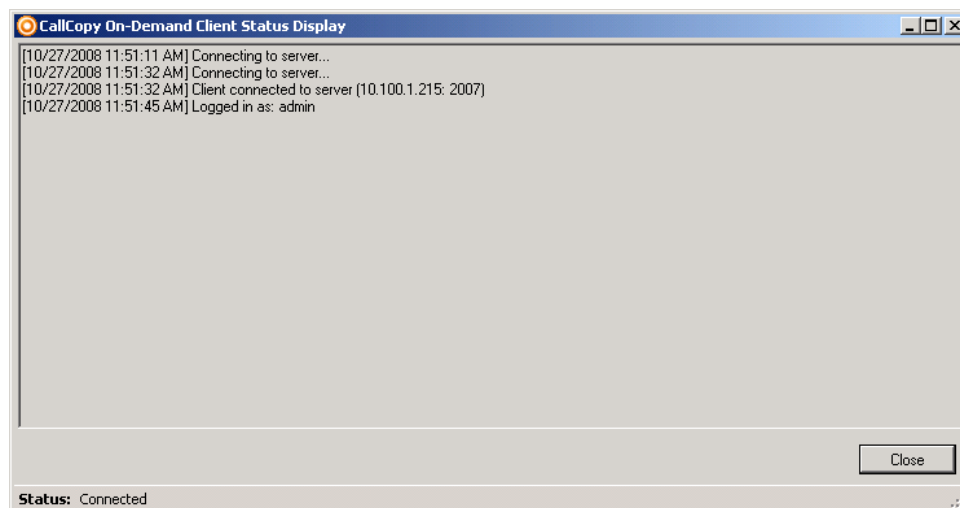 CallCopy On-Demand Client Status Display
[10/27/2008 11:51:11 AM] Connecting to server...
[10/27/2008 11:51:32 AM] Connecting to server...
[10/27/2008 11:51:32 AM] Client connected to server (10.100.1.215: 2007)
[10/27/2008 11:51:45 AM] Logged in as: admin
Close
Status: Connected